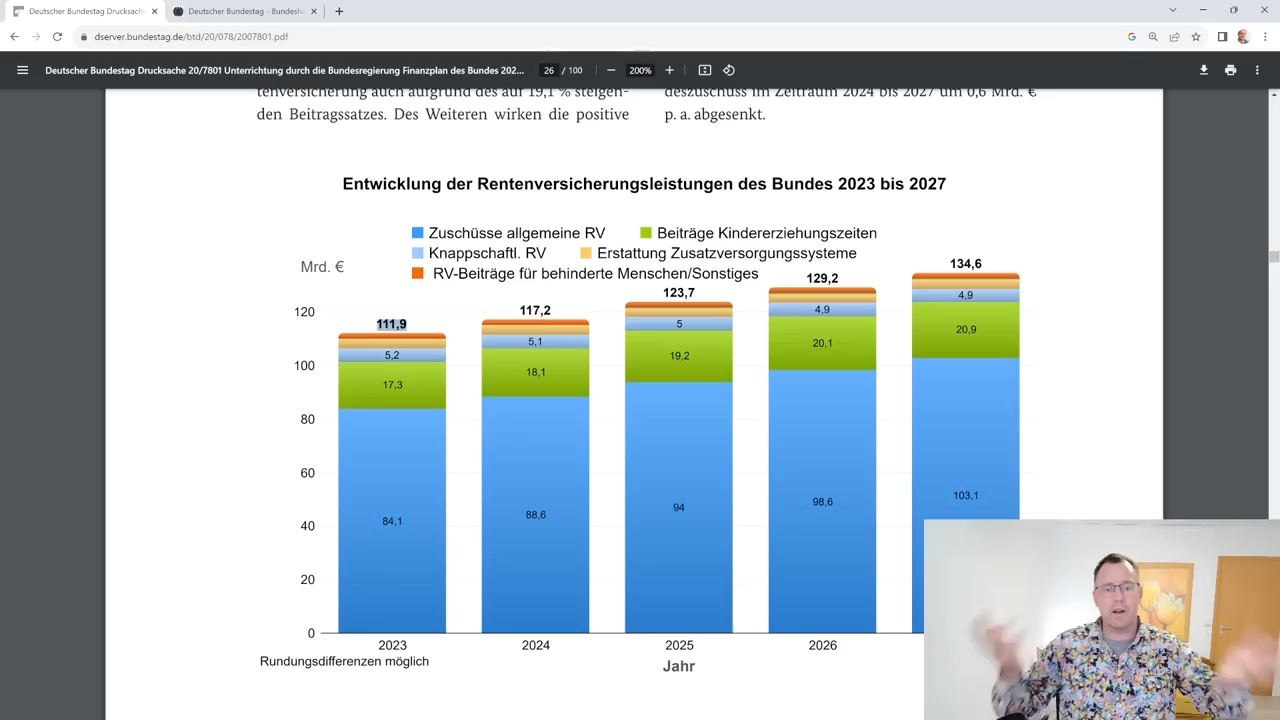 Deutscher Bundestag Drucksache
Deutscher Bundestag - Bundesh
dserver.bundestag.de/btd/20/078/2007801.pdf
Deutscher Bundestag Drucksache 20/7801 Unterrichtung durch die Bundesregierung Finanzplan des Bundes 202... 26 / 100 200%
tenversicherung auch aufgrund des auf 19,1 % steigen-
den Beitragssatzes. Des Weiteren wirken die positive
deszuschuss im Zeitraum 2024 bis 2027 um 0,6 Mrd. €
p. a. abgesenkt.
Entwicklung der Rentenversicherungsleistungen des Bundes 2023 bis 2027
Zuschüsse allgemeine RV Beiträge Kindererziehungszeiten
Knappschaftl. RV Erstattung Zusatzversorgungssysteme
RV-Beiträge für behinderte Menschen/Sonstiges
Mrd. €
111,9 117,2 123,7 129,2 134,6
5,2 5,1 5 4,9 4,9
17,3 18,1 19,2 20,1 20,9
84,1 88,6 94 98,6 103,1
120
100
80
60
40
20
0
2023 2024 2025 2026
Rundungsdifferenzen möglich
Jahr